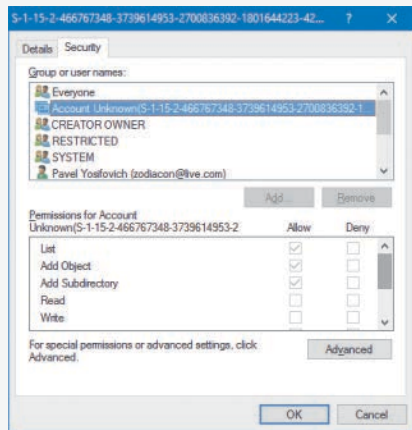 S-1-15-2-466767348-3739614953-2700836392-1801644223-42...
Details Security
Group or user names:
Everyone
Account Unknown(S-1-15-2-466767348-3739614953-2700836392-1
CREATOR OWNER
RESTRICTED
SYSTEM
Pavel Yosifovich (zodiacon@live.com)
Add... Remove
Permissions for Account
Unknown(S-1-15-2-466767348-3739614953-2 Allow Deny
List
Add Object
Add Subdirectory
Read
Write
For special permissions or advanced settings, click
Advanced.
Advanced
OK Cancel